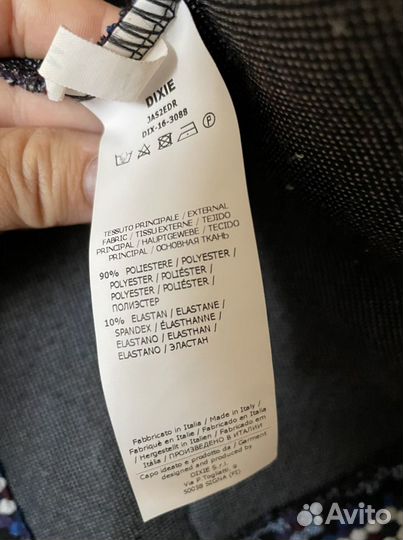 DIXIE
JAS2EDR
DIX-16-3088
P
TESSUTO PRINCIPALE / EXTERNAL
FABRIC / TISSU EXTERNE / TEJIDO
PRINCIPAL / HAUPTGEWEBE / TECIDO
PRINCIPAL / ОСНОВНАЯ ТКАНЬ
90% POLIESTERE / POLYESTER /
POLYESTER / POLIÉSTER /
POLYESTER / POLIÉSTER /
ПОЛИЭСТЕР
10% ELASTAN / ELASTANE /
SPANDEX / ÉLASTHANNE /
ELASTANO / ELASTHAN /
ELASTANO / ЭЛАСТАН
Fabbricato in Italia / Made in Italy /
Fabriqué en Italie / Fabricado en Italia
/ Hergestellt in Italien / Fabricado em
Itália / ПРОИЗВЕДЕНО В ИТАЛИИ
Capo ideato e prodotto da / Garment
designed and produced by
DIXIE S.r.l.
Via P. Togliatti, 9
50058 SIGNA (FI)
Avito